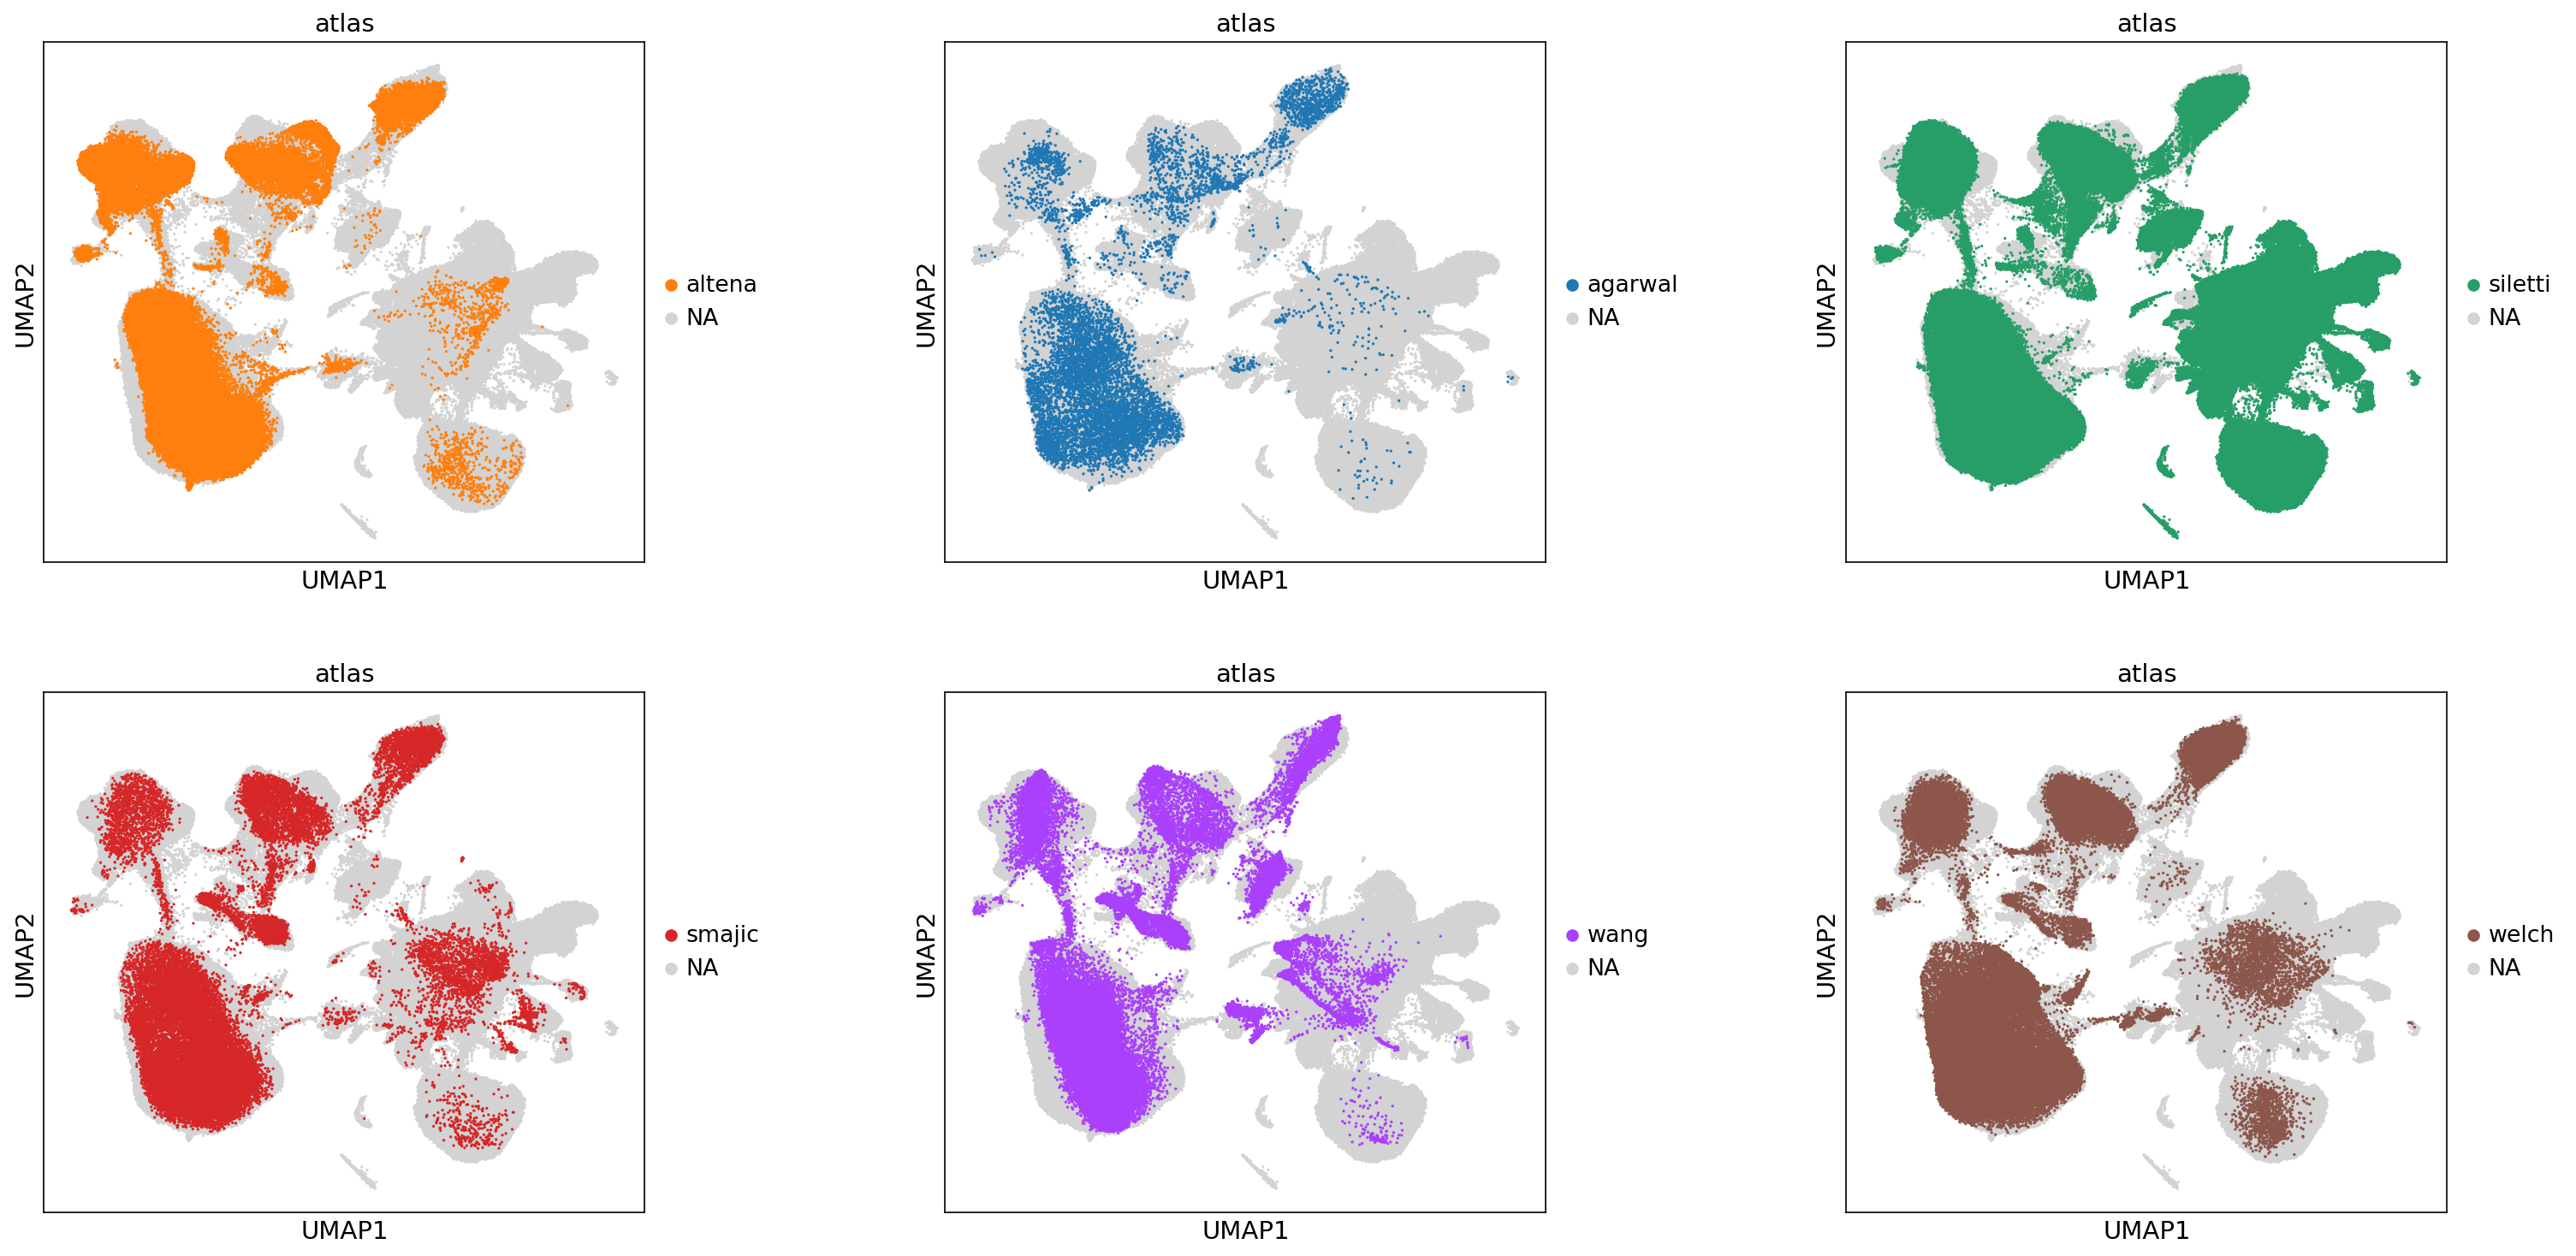 atlas
UMAP2
altena
NA
UMAP1
atlas
UMAP2
agarwal
NA
UMAP1
atlas
UMAP2
siletti
NA
UMAP1
atlas
UMAP2
smajic
NA
UMAP1
atlas
UMAP2
wang
NA
UMAP1
atlas
UMAP2
welch
NA
UMAP1